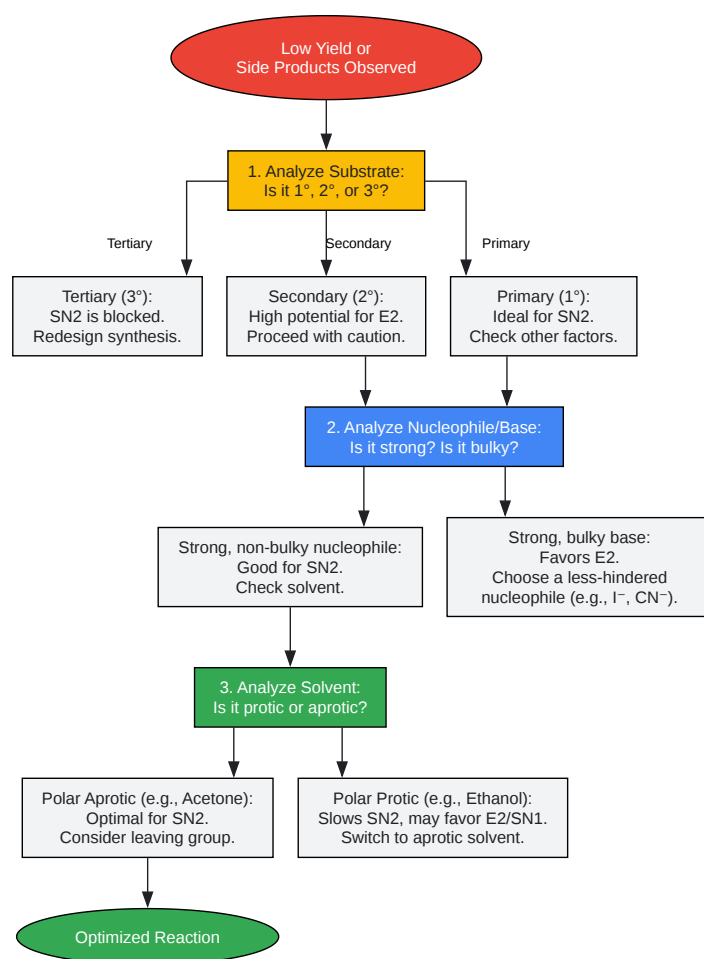 Low Yield or
Side Products Observed
1. Analyze Substrate:
Is it 1°, 2°, or 3°?
Tertiary
Secondary
Primary
Tertiary (3°):
SN2 is blocked.
Redesign synthesis.
Secondary (2°):
High potential for E2.
Proceed with caution.
Primary (1°):
Ideal for SN2.
Check other factors.
2. Analyze Nucleophile/Base:
Is it strong? Is it bulky?
Strong, non-bulky nucleophile:
Good for SN2.
Check solvent.
Strong, bulky base:
Favors E2.
Choose a less-hindered
nucleophile (e.g., I⁻, CN⁻).
3. Analyze Solvent:
Is it protic or aprotic?
Polar Aprotic (e.g., Acetone):
Optimal for SN2.
Consider leaving group.
Polar Protic (e.g., Ethanol):
Slows SN2, may favor E2/SN1.
Switch to aprotic solvent.
Optimized Reaction